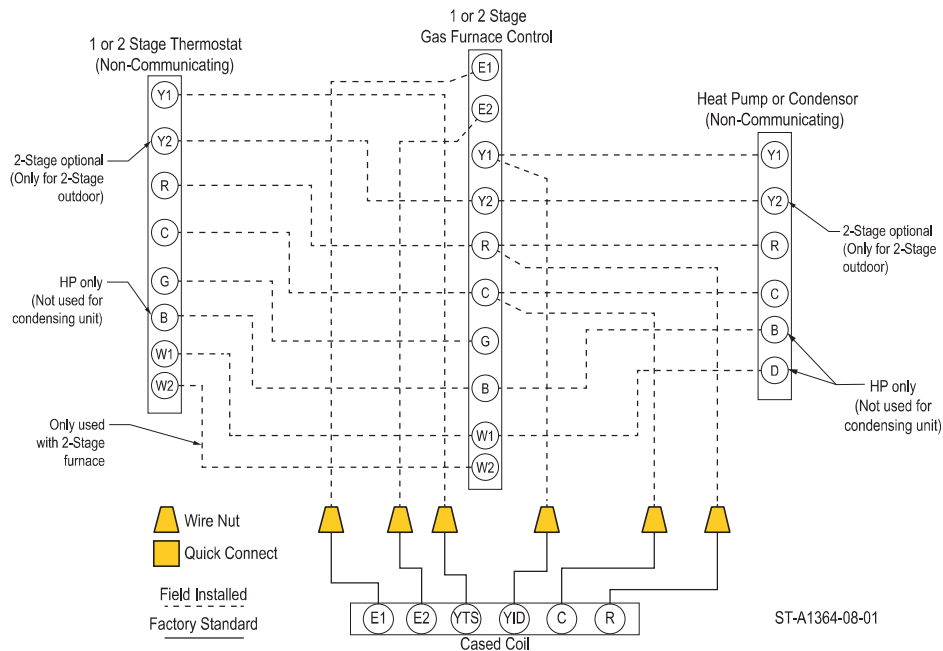 1 or 2 Stage
Gas Furnace Control
1 or 2 Stage Thermostat
(Non-Communicating)
Heat Pump or Condensor
(Non-Communicating)
Y1
Y2
R
C
G
B
W1
W2
2-Stage optional
(Only for 2-Stage
outdoor)
HP only
(Not used for
condensing unit)
Only used
with 2-Stage
furnace
E1
E2
Y1
Y2
R
C
G
B
W1
W2
Y1
Y2
R
C
B
D
2-Stage optional
(Only for 2-Stage
outdoor)
HP only
(Not used for
condensing unit)
Wire Nut
Quick Connect
Field Installed
Factory Standard
E1
E2
YTS
YID
C
R
Cased Coil
ST-A1364-08-01